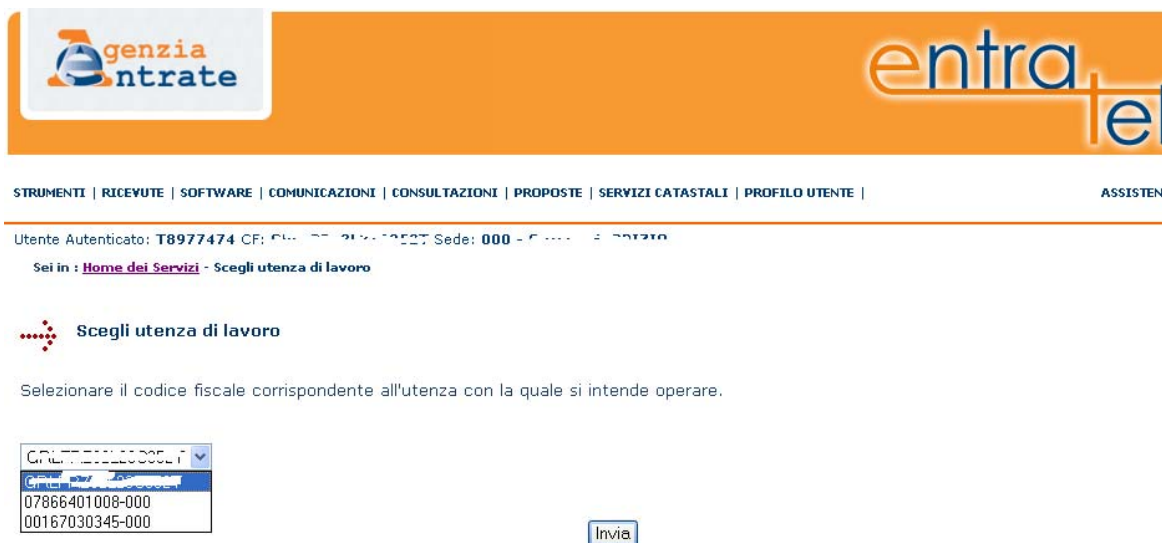 Agenzia
Entrate
entra
tel
STRUMENTI | RICEVUTE | SOFTWARE | COMUNICAZIONI | CONSULTAZIONI | PROPOSTE | SERVIZI CATASTALI | PROFILO UTENTE | ASSISTEN
Utente Autenticato: T8977474 CF: Sede: 000 -
Sei in : Home dei Servizi - Scegli utenza di lavoro
Scegli utenza di lavoro
Selezionare il codice fiscale corrispondente all'utenza con la quale si intende operare.
07866401008-000
00167030345-000
Invia